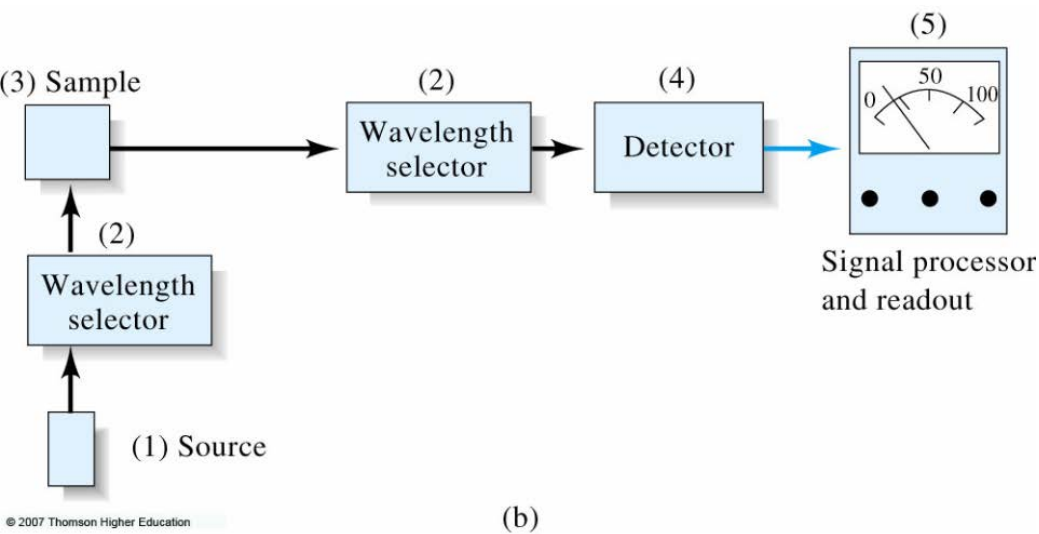 (5)
(3) Sample
(2)
(4)
0
50
100
Wavelength
selector
Detector
(2)
Wavelength
selector
Signal processor
and readout
(1) Source
© 2007 Thomson Higher Education
(b)